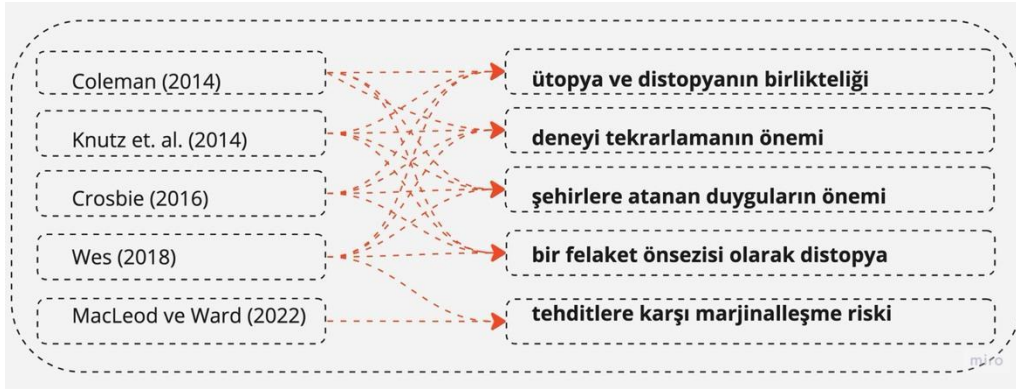 Coleman (2014)
ütopya ve distopyanın birlikteliği
Knutz et. al. (2014)
deneyi tekrarlamanın önemi
Crosbie (2016)
şehirlere atanan duyguların önemi
Wes (2018)
bir felaket önsezisi olarak distopya
MacLeod ve Ward (2022)
tehditlere karşı marjinalleşme riski
miro